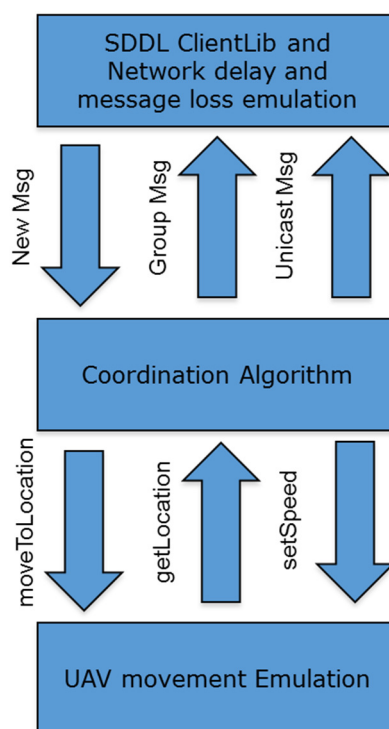 SDDL ClientLib and
Network delay and
message loss emulation
New Msg
Group Msg
Unicast Msg
Coordination Algorithm
moveToLocation
getLocation
setSpeed
UAV movement Emulation